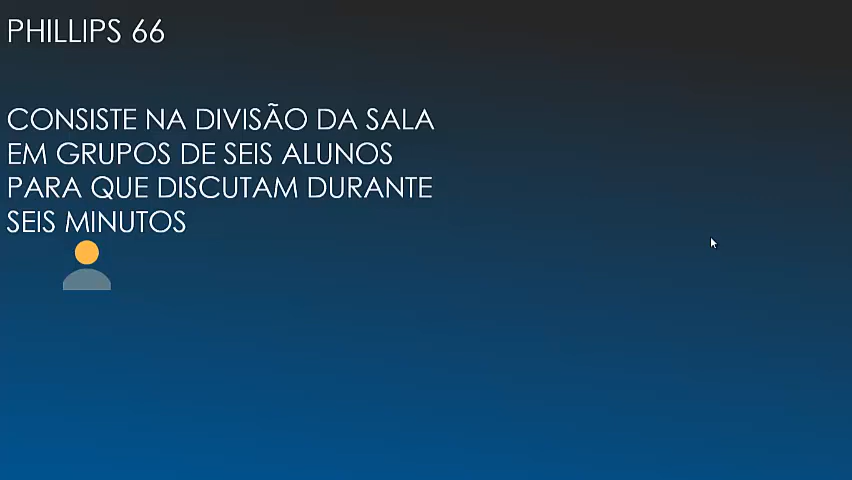 PHILLIPS 66
CONSISTE NA DIVISÃO DA SALA
EM GRUPOS DE SEIS ALUNOS
PARA QUE DISCUTAM DURANTE
SEIS MINUTOS